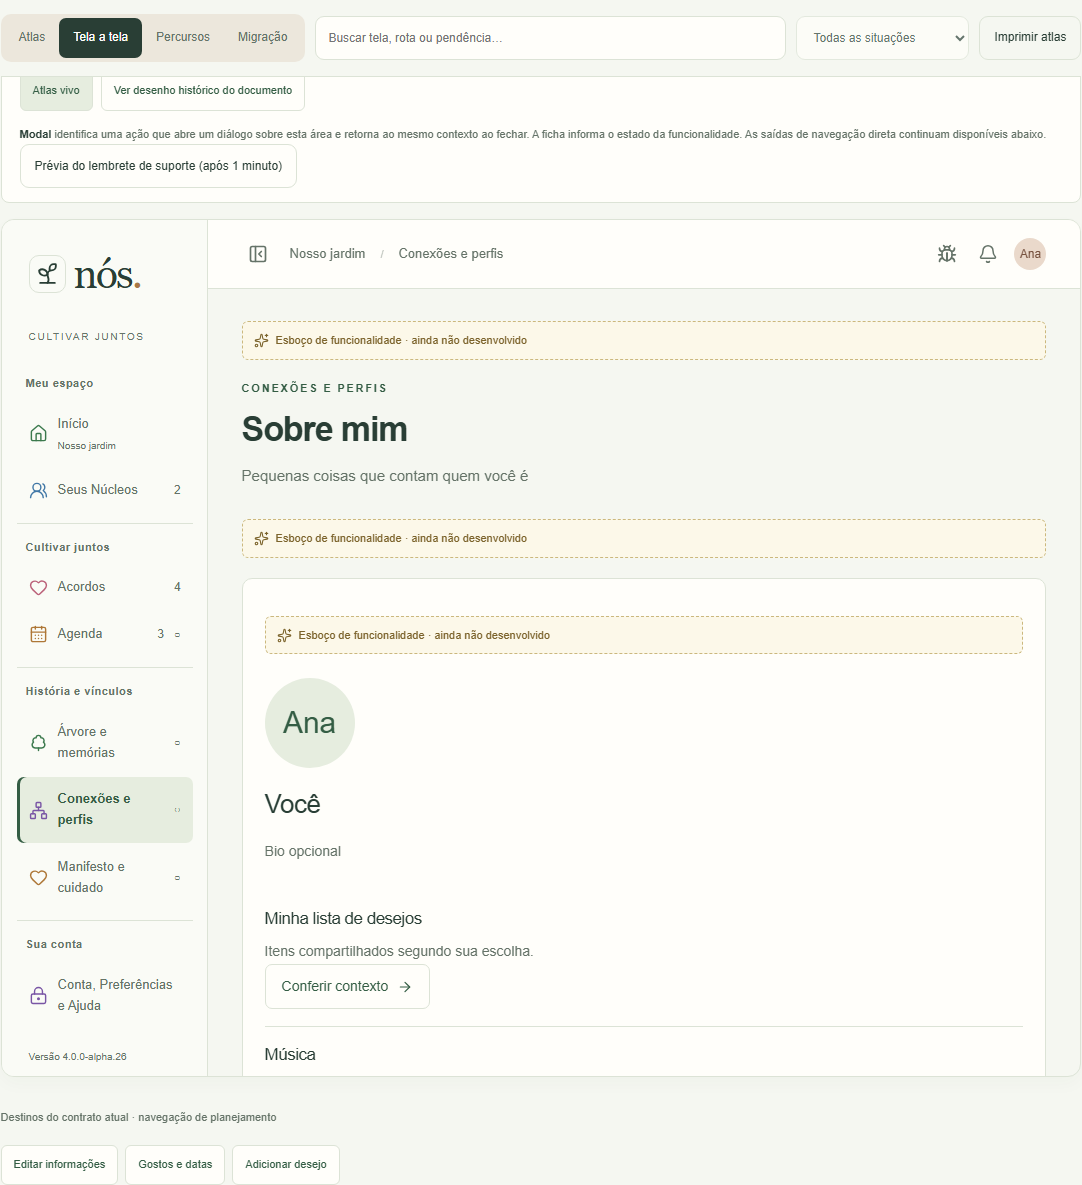 Atlas
Tela a tela
Percursos
Migração
Buscar tela, rota ou pendência...
Todas as situações
Imprimir atlas
Atlas vivo
Ver desenho histórico do documento
Modal identifica uma ação que abre um diálogo sobre esta área e retorna ao mesmo contexto ao fechar. A ficha informa o estado da funcionalidade. As saídas de navegação direta continuam disponíveis abaixo.
Prévia do lembrete de suporte (após 1 minuto)
nós.
CULTIVAR JUNTOS
Meu espaço
Início
Nosso jardim
Seus Núcleos 2
Cultivar juntos
Acordos 4
Agenda 3
História e vínculos
Árvore e
memórias
Conexões e
perfis
Manifesto e
cuidado
Sua conta
Conta, Preferências
e Ajuda
Versão 4.0.0-alpha.26
Nosso jardim / Conexões e perfis
Ana
Esboço de funcionalidade · ainda não desenvolvido
CONEXÕES E PERFIS
Sobre mim
Pequenas coisas que contam quem você é
Esboço de funcionalidade · ainda não desenvolvido
Esboço de funcionalidade · ainda não desenvolvido
Ana
Você
Bio opcional
Minha lista de desejos
Itens compartilhados segundo sua escolha.
Conferir contexto →
Música
Destinos do contrato atual · navegação de planejamento
Editar informações
Gostos e datas
Adicionar desejo